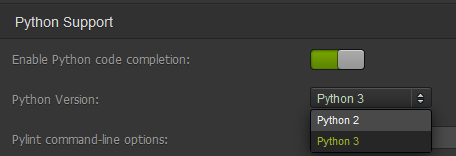 Python Support
Enable Python code completion:
Python Version: Python 3
Python 2
Python 3
Pylint command-line options: